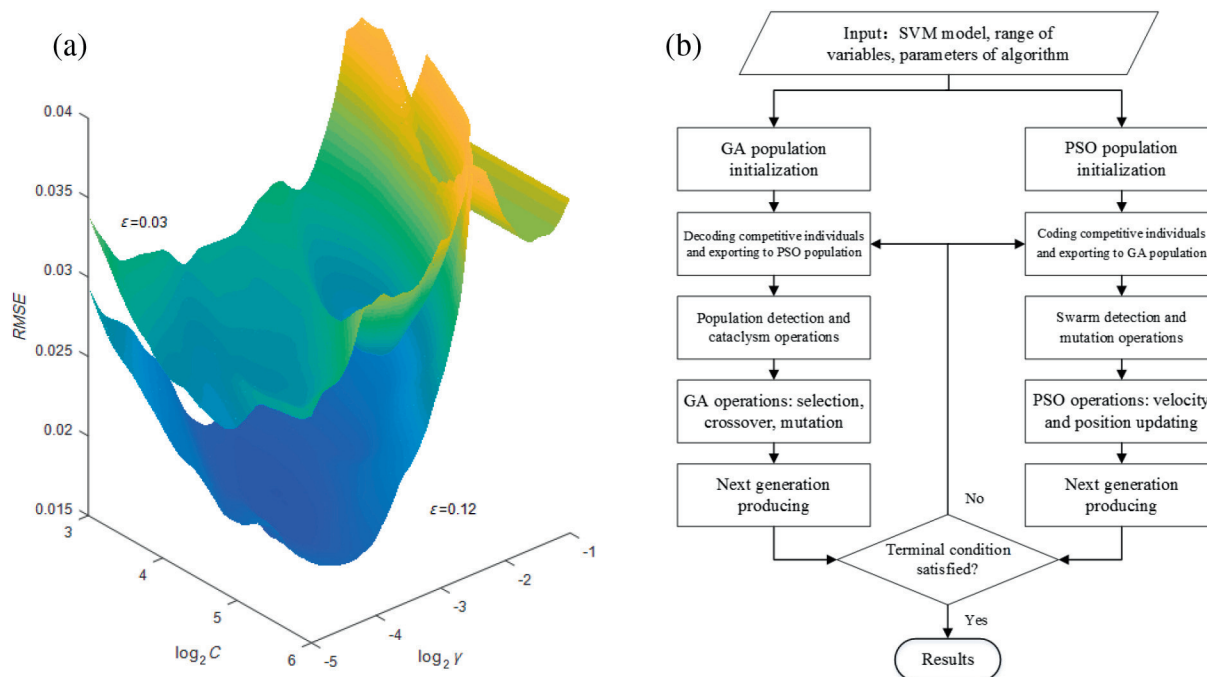 (a)
0.04
0.035
0.03
0.025
0.02
0.015
RMSE
ε=0.03
ε=0.12
3
4
5
6
log₂ C
-5
-4
-3
-2
-1
log₂ γ
(b)
Input: SVM model, range of
variables, parameters of algorithm
GA population
initialization
Decoding competitive individuals
and exporting to PSO population
Population detection and
cataclysm operations
GA operations: selection,
crossover, mutation
Next generation
producing
PSO population
initialization
Coding competitive individuals
and exporting to GA population
Swarm detection and
mutation operations
PSO operations: velocity
and position updating
Next generation
producing
No
Terminal condition
satisfied?
Yes
Results